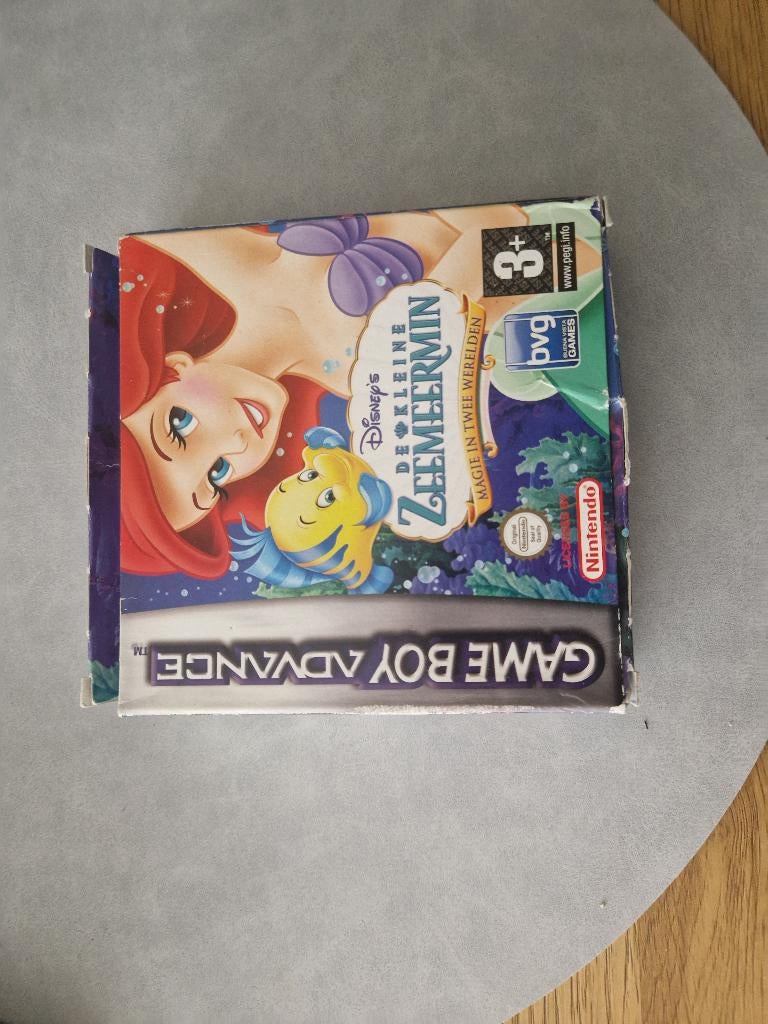 GAME BOY ADVANCE
TM
Disney's
DE KLEINE
ZEEMEERMIN
MAGIE IN TWEE WERELDEN
3+
TM
www.pegi.info
bvg
BUENA VISTA
GAMES
Original
Nintendo
Seal of
Quality
LICENSED BY
Nintendo